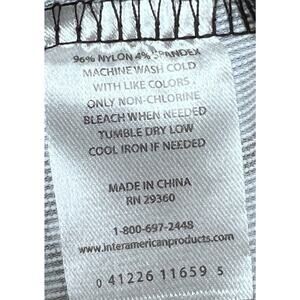 96% NYLON 4% SPANDEX
MACHINE WASH COLD
WITH LIKE COLORS
ONLY NON-CHLORINE
BLEACH WHEN NEEDED
TUMBLE DRY LOW
COOL IRON IF NEEDED
MADE IN CHINA
RN 29360
1-800-697-2448
www.interamericanproducts.com
0 41226 11659 5